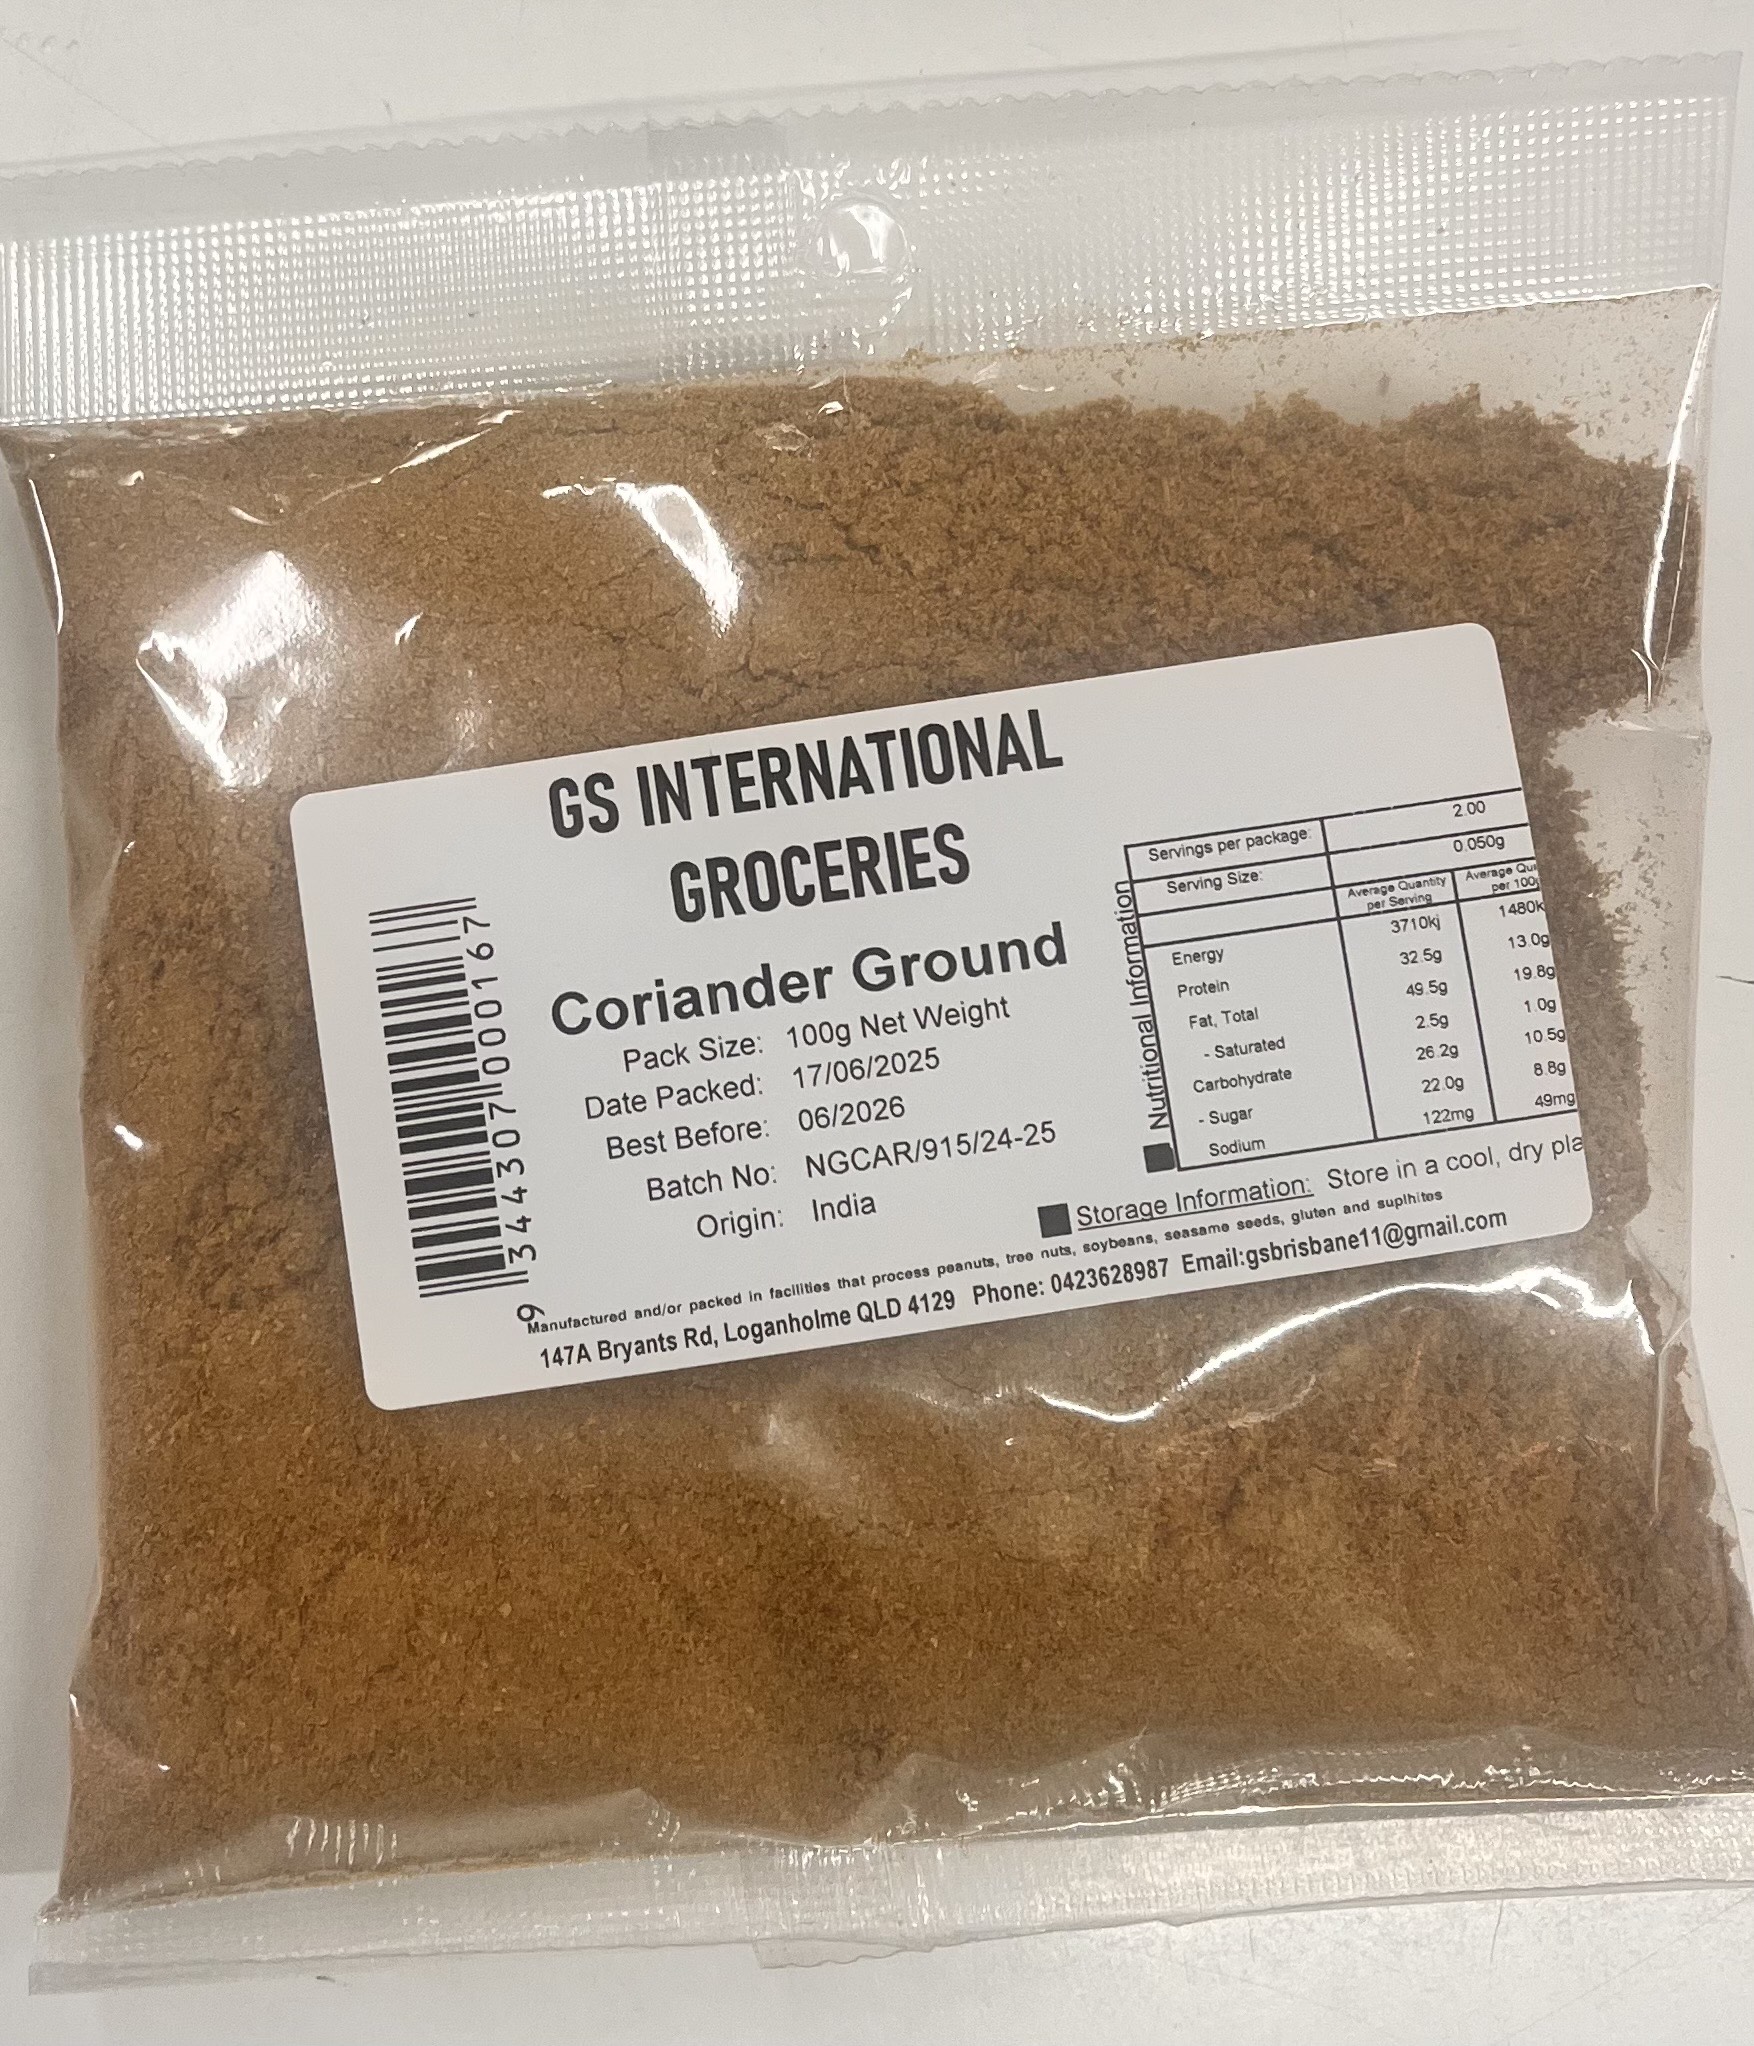 GS INTERNATIONAL
GROCERIES
Coriander Ground
Pack Size: 100g Net Weight
Date Packed: 17/06/2025
Best Before: 06/2026
Batch No: NGCAR/915/24-25
Origin: India
9 344307 000167
Nutritional Information
Servings per package: 2.00
Serving Size: 0.050g
Average Quantity Average Qu
per Serving per 100g
Energy 3710kj 1480k
Protein 32.5g 13.0g
Fat, Total 49.5g 19.8g
- Saturated 2.5g 1.0g
Carbohydrate 26.2g 10.5g
- Sugar 22.0g 8.8g
Sodium 122mg 49mg
Storage Information: Store in a cool, dry pla
Manufactured and/or packed in facilities that process peanuts, tree nuts, soybeans, seasame seeds, gluten and suplhites
147A Bryants Rd, Loganholme QLD 4129 Phone: 0423628987 Email:gsbrisbane11@gmail.com